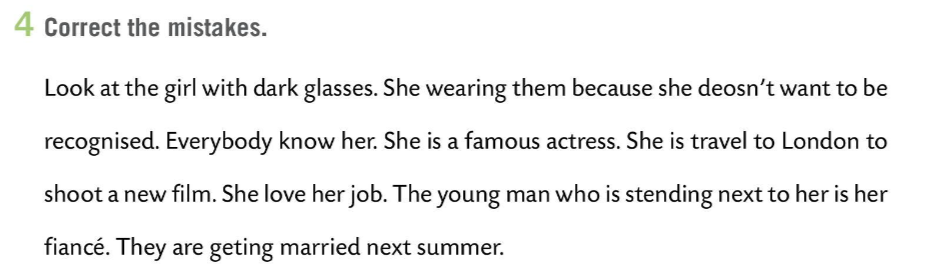 4 Correct the mistakes.
Look at the girl with dark glasses. She wearing them because she deosn't want to be
recognised. Everybody know her. She is a famous actress. She is travel to London to
shoot a new film. She love her job. The young man who is stending next to her is her
fiancé. They are geting married next summer.